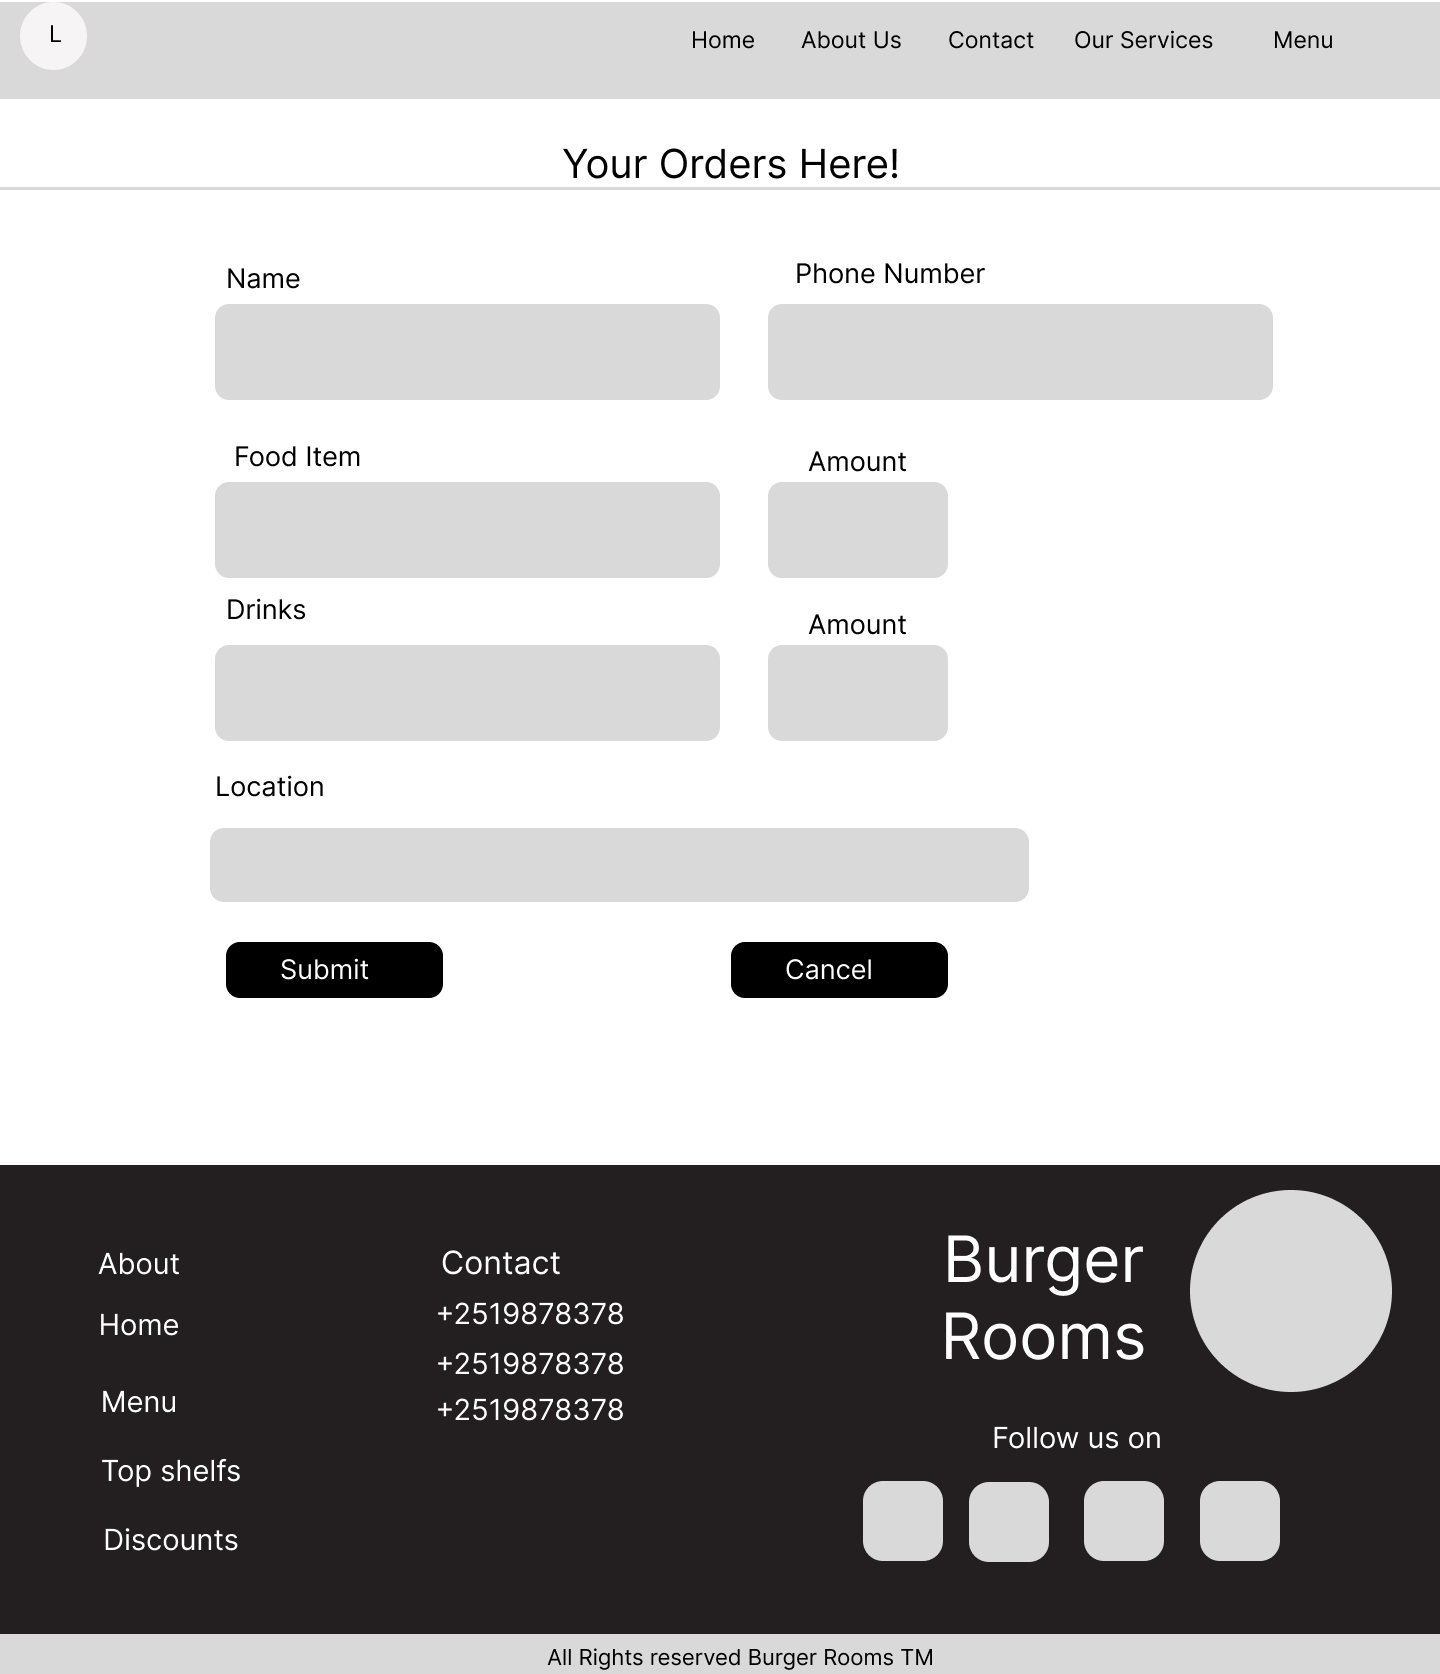 L
Home About Us Contact Our Services Menu
Your Orders Here!
Name
Phone Number
Food Item
Amount
Drinks
Amount
Location
Submit
Cancel
About
Home
Menu
Top shelfs
Discounts
Contact
+2519878378
+2519878378
+2519878378
Burger
Rooms
Follow us on
All Rights reserved Burger Rooms TM